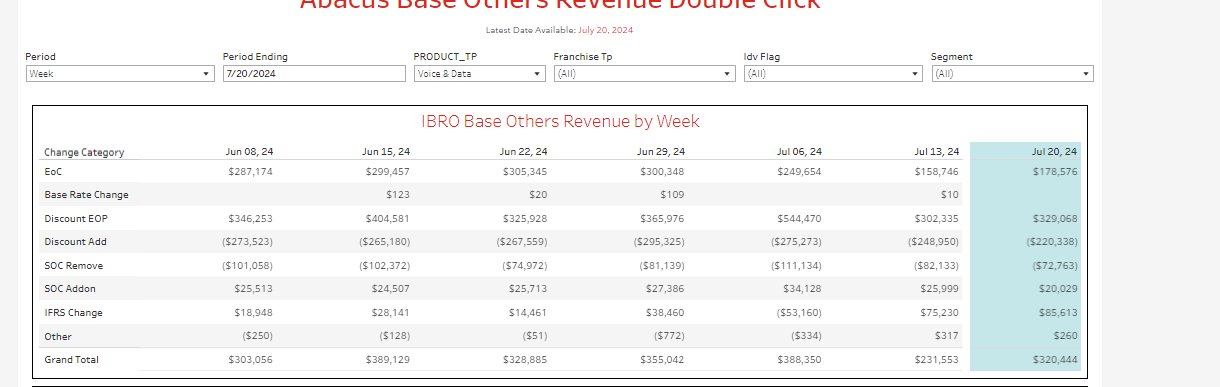 Abacus Base Others Revenue Double Click
Latest Date Available: July 20, 2024
Period Period Ending PRODUCT_TP Franchise Tp Idv Flag Segment
Week 7/20/2024 Voice & Data (All) (All) (All)
IBRO Base Others Revenue by Week
Change Category Jun 08, 24 Jun 15, 24 Jun 22, 24 Jun 29, 24 Jul 06, 24 Jul 13, 24 Jul 20, 24
EoC $287,174 $299,457 $305,345 $300,348 $249,654 $158,746 $178,576
Base Rate Change $123 $20 $109 $10
Discount EOP $346,253 $404,581 $325,928 $365,976 $544,470 $302,335 $329,068
Discount Add ($273,523) ($265,180) ($267,559) ($295,325) ($275,273) ($248,950) ($220,338)
SOC Remove ($101,058) ($102,372) ($74,972) ($81,139) ($111,134) ($82,133) ($72,763)
SOC Addon $25,513 $24,507 $25,713 $27,386 $34,128 $25,999 $20,029
IFRS Change $18,948 $28,141 $14,461 $38,460 ($53,160) $75,230 $85,613
Other ($250) ($128) ($51) ($772) ($334) $317 $260
Grand Total $303,056 $389,129 $328,885 $355,042 $388,350 $231,553 $320,444